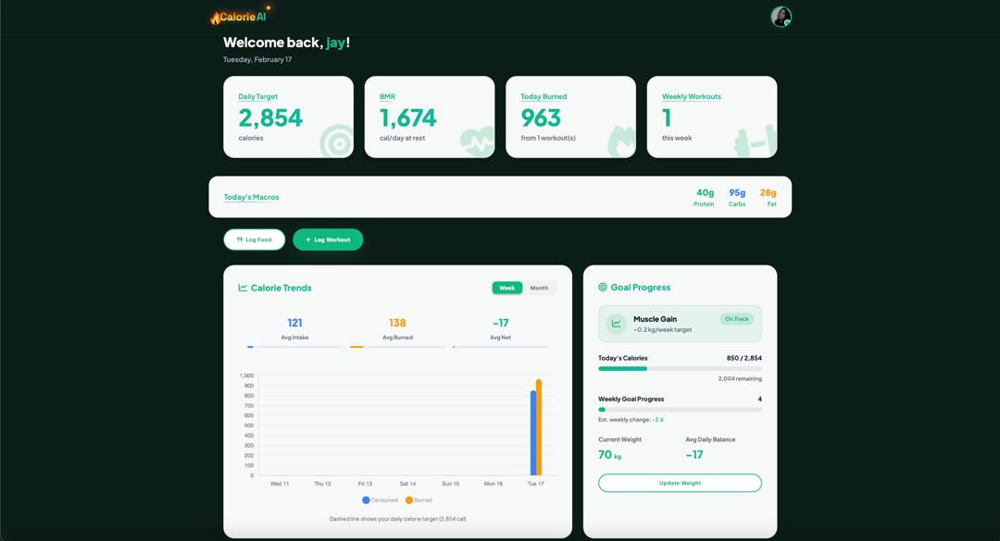 Calorie AI
Welcome back, jay!
Tuesday, February 17
Daily Target
2,854
calories
BMR
1,674
cal/day at rest
Today Burned
963
from 1 workout(s)
Weekly Workouts
1
this week
Today's Macros
40g
Protein
95g
Carbs
28g
Fat
Log Food
+ Log Workout
Calorie Trends
Week
Month
121
Avg Intake
138
Avg Burned
-17
Avg Net
1,000
900
800
700
600
500
400
300
200
100
0
Wed 11
Thu 12
Fri 13
Sat 14
Sun 15
Mon 16
Tue 17
Consumed
Burned
Dashed line shows your daily calorie target (2,854 cal)
Goal Progress
Muscle Gain
~0.2 kg/week target
On Track
Today's Calories
850 / 2,854
2,004 remaining
Weekly Goal Progress
4
Est. weekly change: -2.6
Current Weight
70 kg
Avg Daily Balance
-17
Update Weight